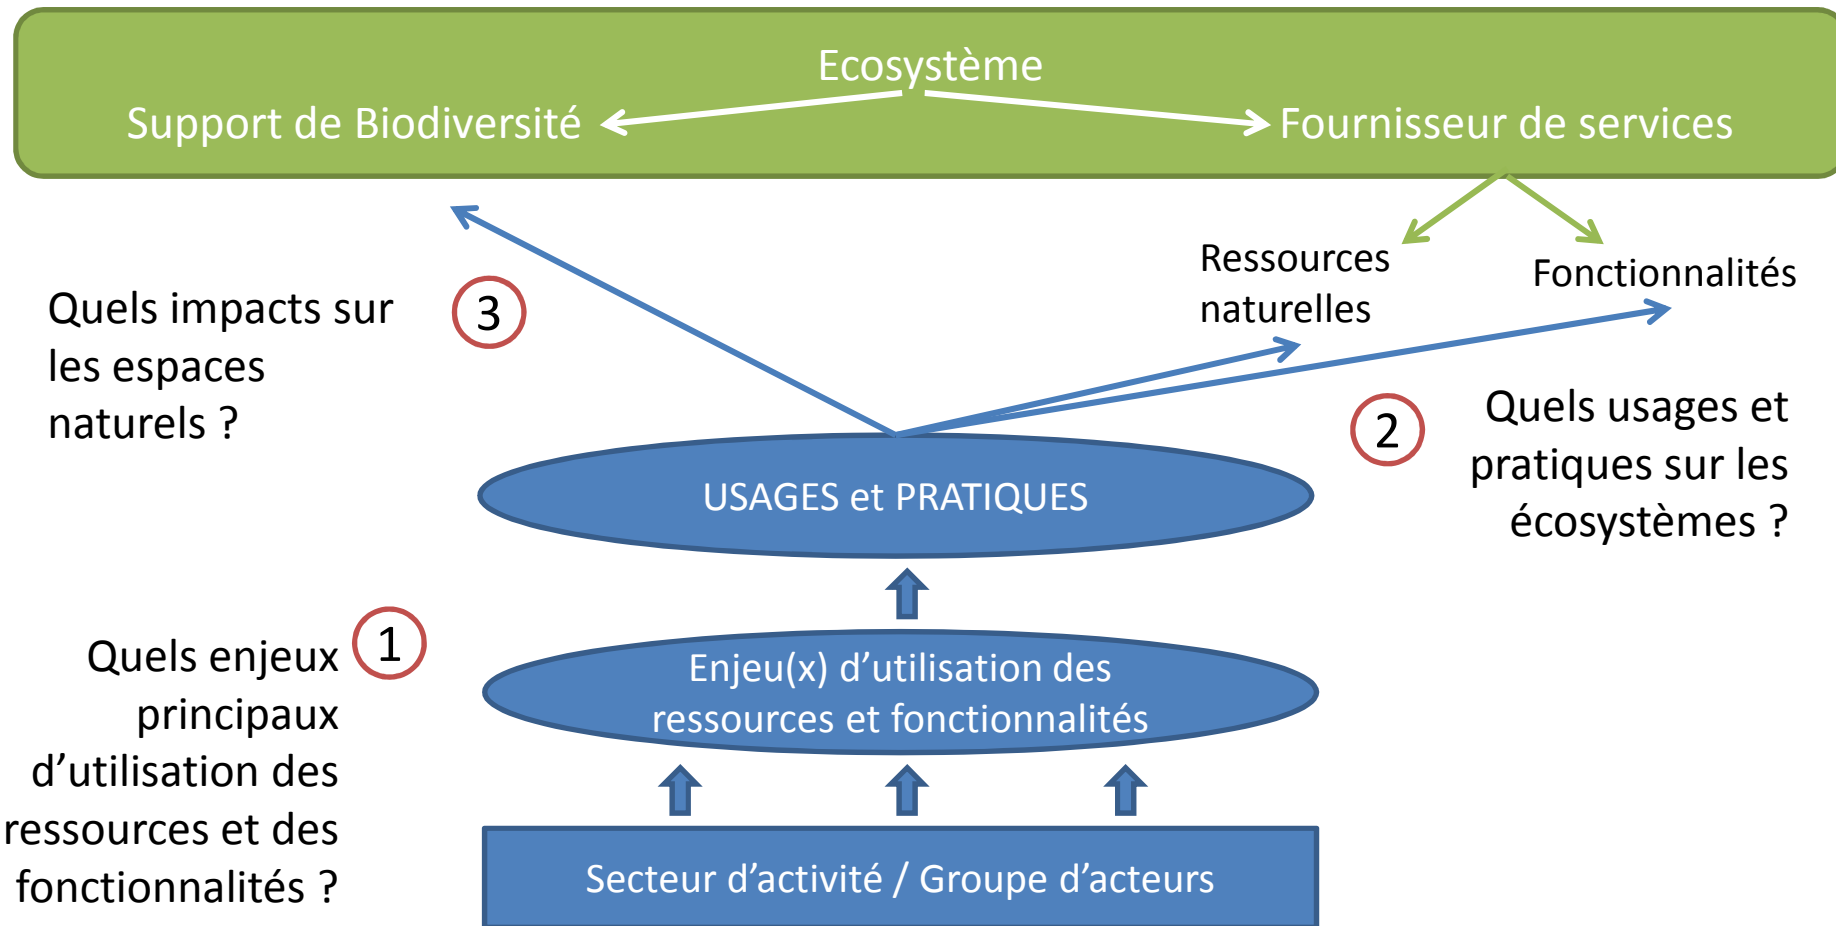 Ecosystème
Support de Biodiversité
Fournisseur de services
Ressources
naturelles
Fonctionnalités
Quels impacts sur
les espaces
naturels ?
3
2
Quels usages et
pratiques sur les
écosystèmes ?
USAGES et PRATIQUES
1
Quels enjeux
principaux
d’utilisation des
ressources et des
fonctionnalités ?
Enjeu(x) d’utilisation des
ressources et fonctionnalités
Secteur d’activité / Groupe d’acteurs